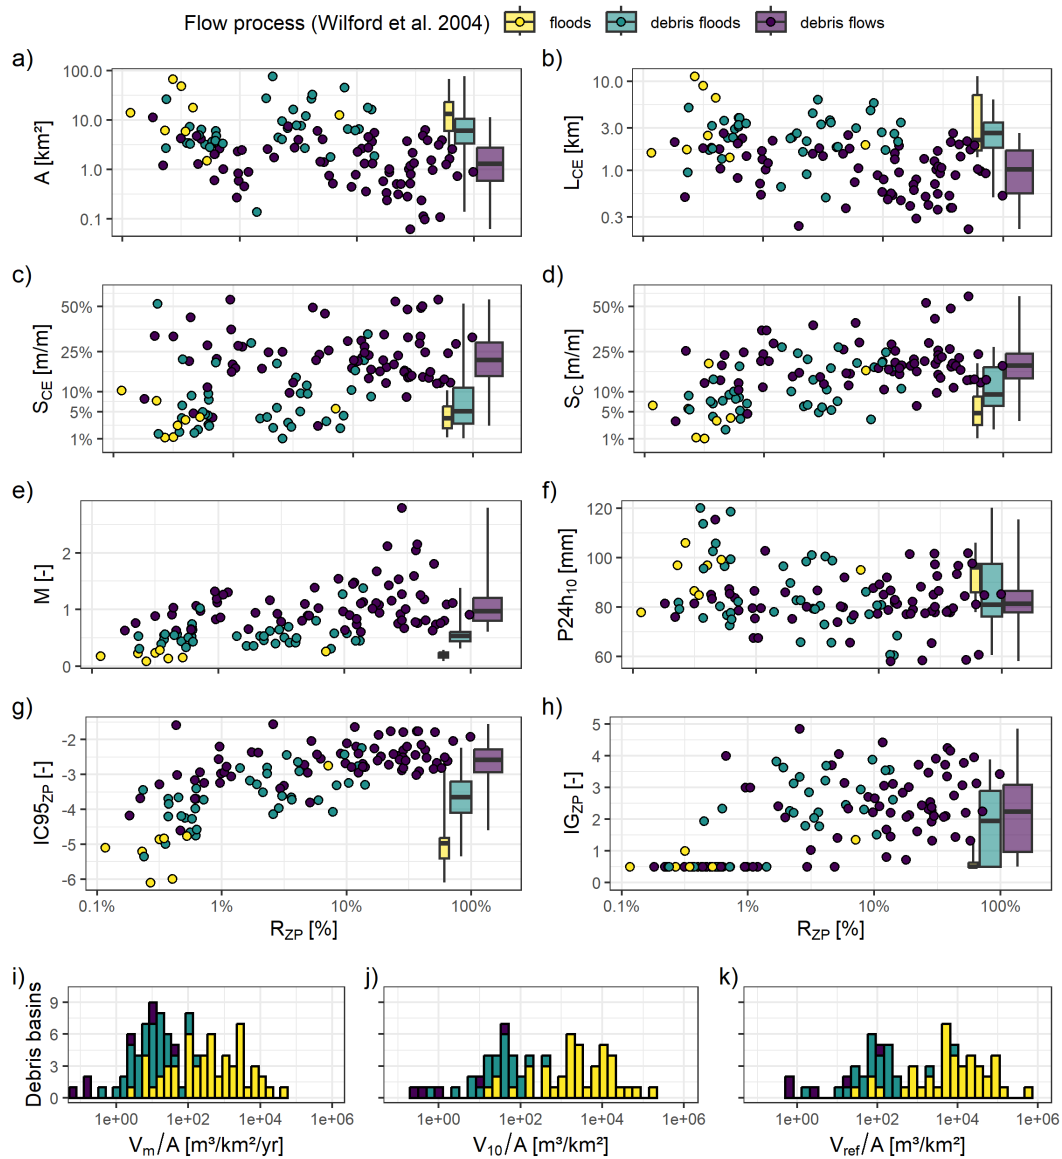 Flow process (Wilford et al. 2004) floods debris floods debris flows
a)
A [km²]
100.0
10.0
1.0
0.1
b)
L_CE [km]
10.0
3.0
1.0
0.3
c)
S_CE [m/m]
50%
25%
10%
5%
1%
d)
S_C [m/m]
50%
25%
10%
5%
1%
e)
M [-]
2
1
0
f)
P24h₁₀ [mm]
120
100
80
60
g)
IC95_ZP [-]
-2
-3
-4
-5
-6
0.1% 1% 10% 100%
R_ZP [%]
h)
IG_ZP [-]
5
4
3
2
1
0
0.1% 1% 10% 100%
R_ZP [%]
i)
Debris basins
9
6
3
0
1e+00 1e+02 1e+04 1e+06
V_m/A [m³/km²/yr]
j)
1e+00 1e+02 1e+04 1e+06
V₁₀/A [m³/km²]
k)
1e+00 1e+02 1e+04 1e+06
V_ref/A [m³/km²]